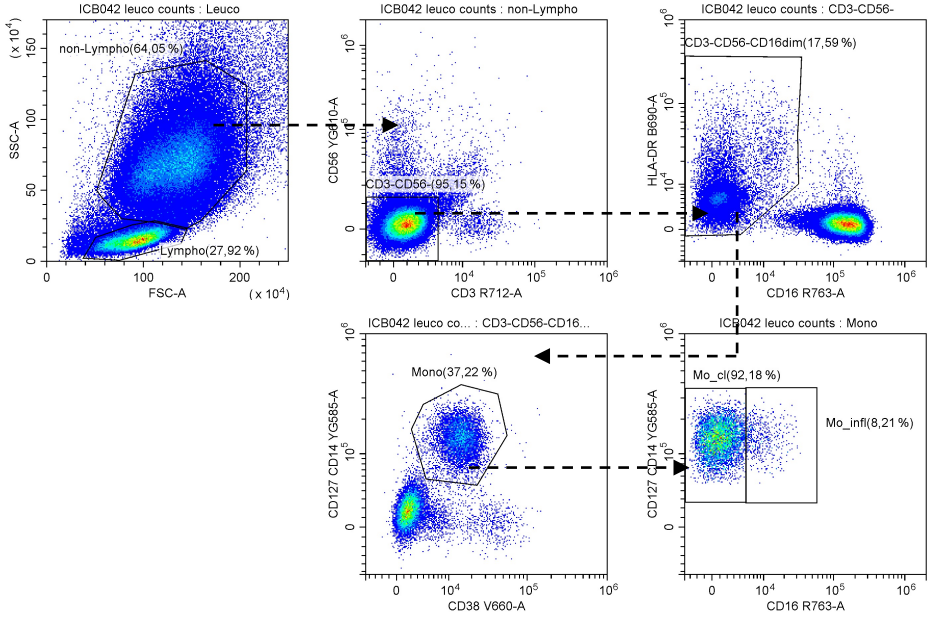 ICB042 leuco counts : Leuco
(x 10⁴)
150
100
50
0
SSC-A
non-Lympho(64,05 %)
Lympho(27,92 %)
0
100
200
FSC-A
(x 10⁴)
ICB042 leuco counts : non-Lympho
10⁶
10⁵
0
CD56 YG610-A
CD3-CD56-(95,15 %)
0
10⁴
10⁵
10⁶
CD3 R712-A
ICB042 leuco counts : CD3-CD56-
10⁶
10⁵
10⁴
0
HLA-DR B690-A
CD3-CD56-CD16dim(17,59 %)
0
10⁴
10⁵
10⁶
CD16 R763-A
ICB042 leuco co... : CD3-CD56-CD16...
10⁶
10⁵
0
CD127 CD14 YG585-A
Mono(37,22 %)
0
10⁴
10⁵
10⁶
CD38 V660-A
ICB042 leuco counts : Mono
10⁶
10⁵
0
CD127 CD14 YG585-A
Mo_cl(92,18 %)
Mo_infl(8,21 %)
0
10⁴
10⁵
10⁶
CD16 R763-A